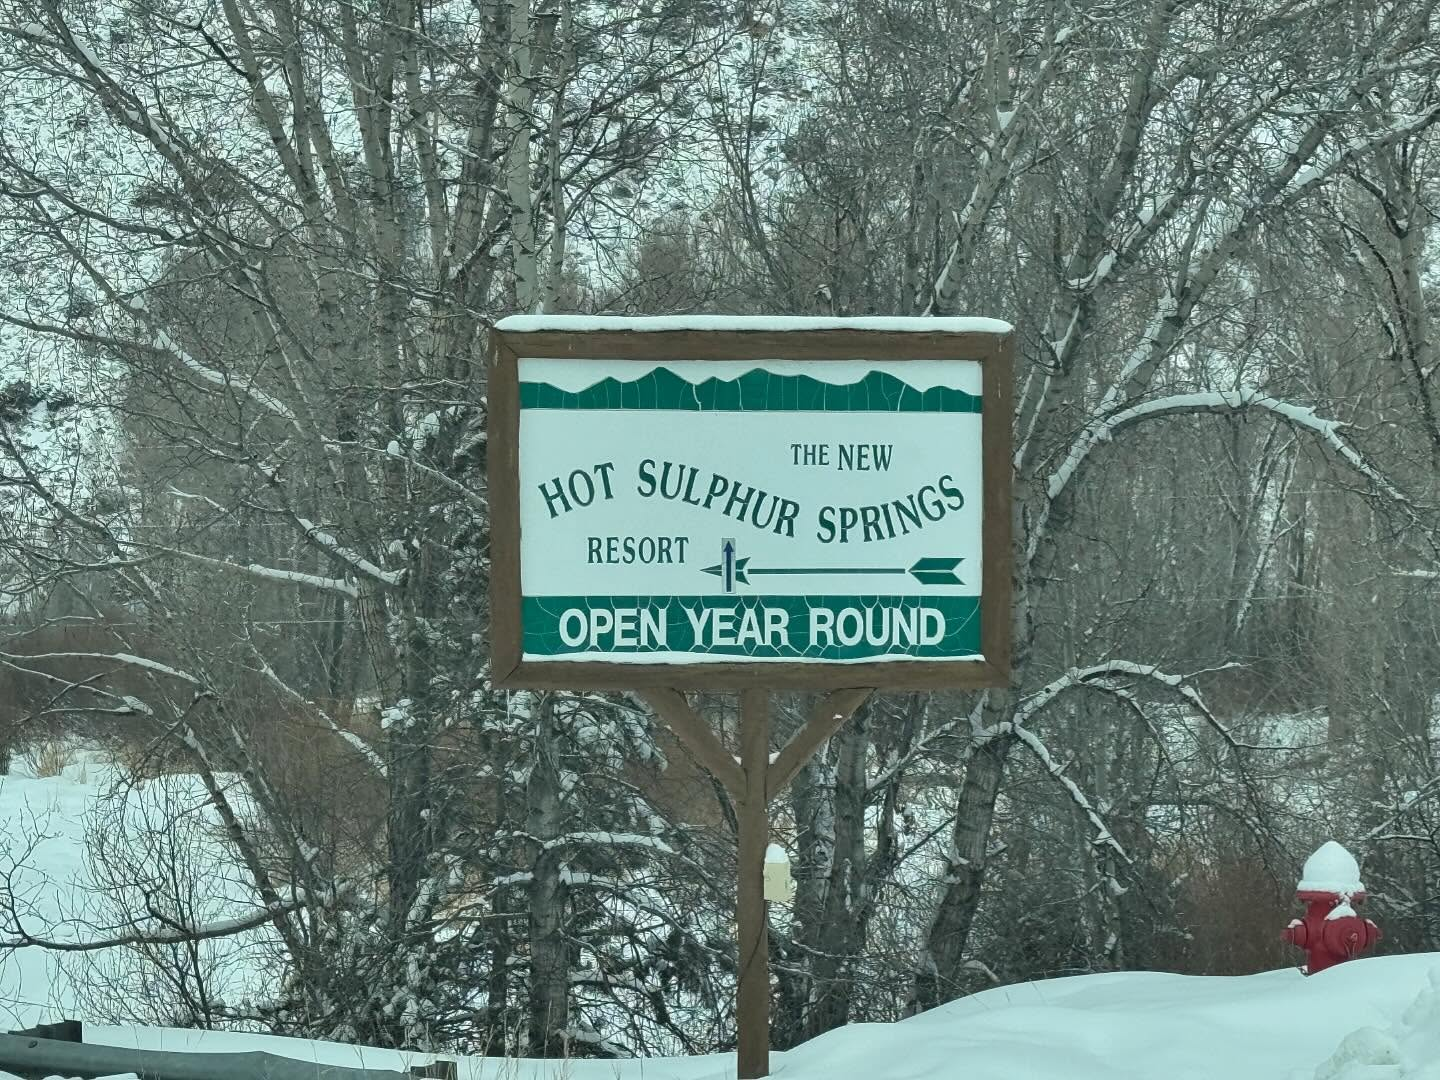 THE NEW
HOT SULPHUR SPRINGS
RESORT
OPEN YEAR ROUND